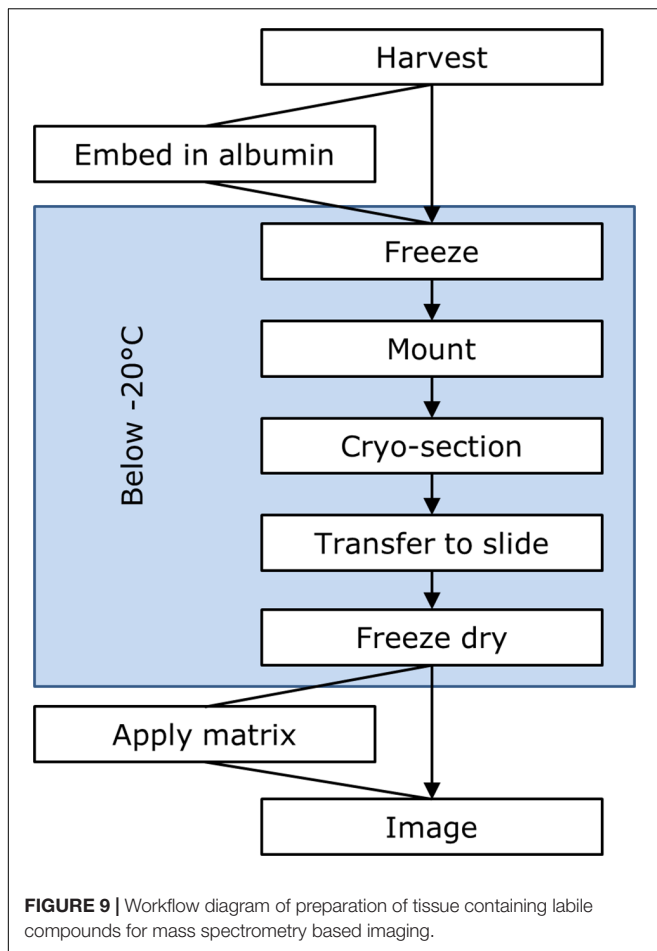 Harvest
Embed in albumin
Freeze
Mount
Below -20°C
Cryo-section
Transfer to slide
Freeze dry
Apply matrix
Image
FIGURE 9 | Workflow diagram of preparation of tissue containing labile
compounds for mass spectrometry based imaging.